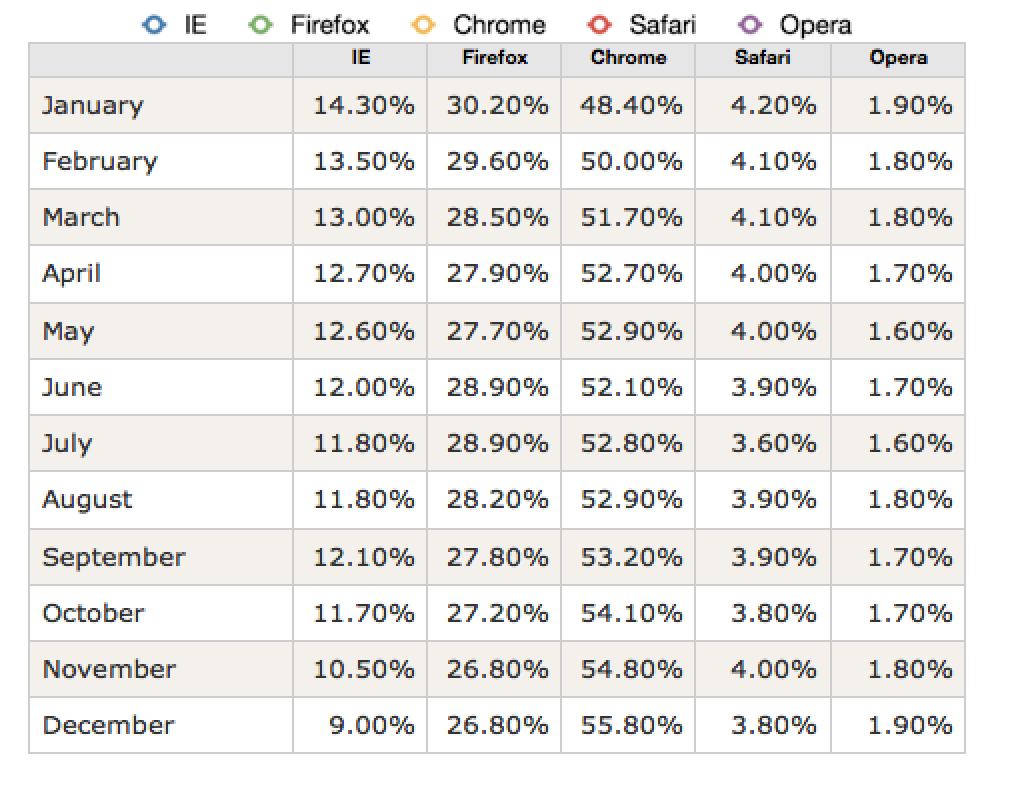 IE Firefox Chrome Safari Opera
IE Firefox Chrome Safari Opera
January 14.30% 30.20% 48.40% 4.20% 1.90%
February 13.50% 29.60% 50.00% 4.10% 1.80%
March 13.00% 28.50% 51.70% 4.10% 1.80%
April 12.70% 27.90% 52.70% 4.00% 1.70%
May 12.60% 27.70% 52.90% 4.00% 1.60%
June 12.00% 28.90% 52.10% 3.90% 1.70%
July 11.80% 28.90% 52.80% 3.60% 1.60%
August 11.80% 28.20% 52.90% 3.90% 1.80%
September 12.10% 27.80% 53.20% 3.90% 1.70%
October 11.70% 27.20% 54.10% 3.80% 1.70%
November 10.50% 26.80% 54.80% 4.00% 1.80%
December 9.00% 26.80% 55.80% 3.80% 1.90%